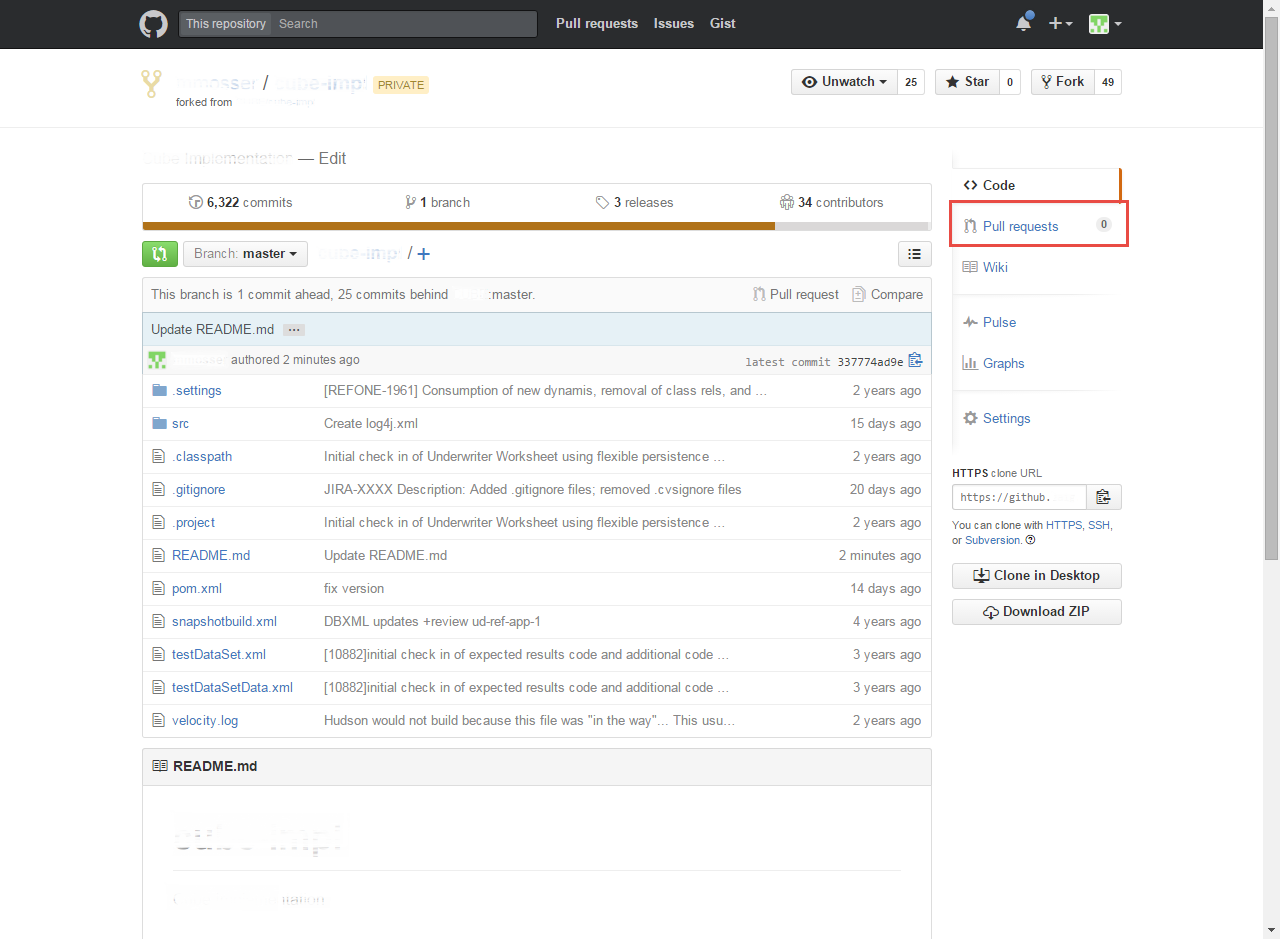 This repository Search Pull requests Issues Gist
/ PRIVATE
Unwatch 25 Star 0 Fork 49
forked from
— Edit
6,322 commits 1 branch 3 releases 34 contributors
Branch: master / +
This branch is 1 commit ahead, 25 commits behind :master. Pull request Compare
Update README.md ...
authored 2 minutes ago latest commit 337774ad9e
.settings [REFONE-1961] Consumption of new dynamis, removal of class rels, and ... 2 years ago
src Create log4j.xml 15 days ago
.classpath Initial check in of Underwriter Worksheet using flexible persistence ... 2 years ago
.gitignore JIRA-XXXX Description: Added .gitignore files; removed .cvsignore files 20 days ago
.project Initial check in of Underwriter Worksheet using flexible persistence ... 2 years ago
README.md Update README.md 2 minutes ago
pom.xml fix version 14 days ago
snapshotbuild.xml DBXML updates +review ud-ref-app-1 4 years ago
testDataSet.xml [10882]initial check in of expected results code and additional code ... 3 years ago
testDataSetData.xml [10882]initial check in of expected results code and additional code ... 3 years ago
velocity.log Hudson would not build because this file was "in the way"... This usu... 2 years ago
README.md
Code
Pull requests 0
Wiki
Pulse
Graphs
Settings
HTTPS clone URL
https://github.
You can clone with HTTPS, SSH,
or Subversion.
Clone in Desktop
Download ZIP